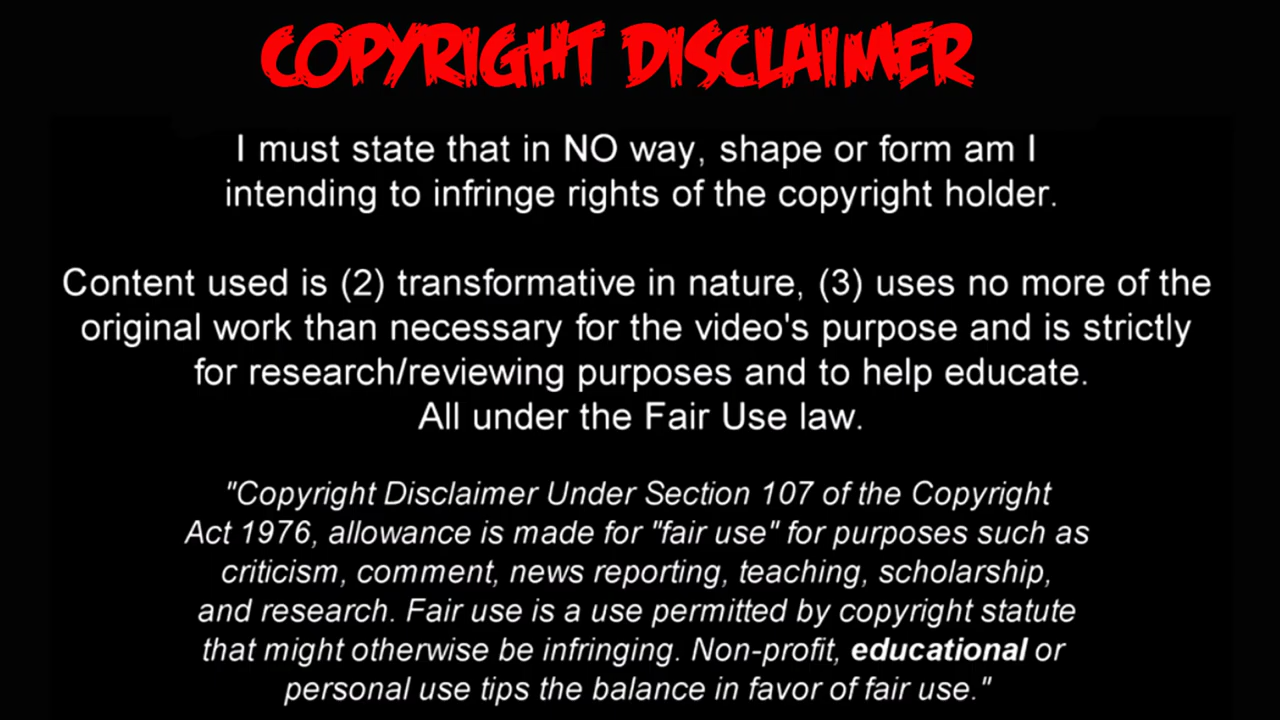 COPYRIGHT DISCLAIMER
I must state that in NO way, shape or form am I
intending to infringe rights of the copyright holder.
Content used is (2) transformative in nature, (3) uses no more of the
original work than necessary for the video's purpose and is strictly
for research/reviewing purposes and to help educate.
All under the Fair Use law.
"Copyright Disclaimer Under Section 107 of the Copyright
Act 1976, allowance is made for "fair use" for purposes such as
criticism, comment, news reporting, teaching, scholarship,
and research. Fair use is a use permitted by copyright statute
that might otherwise be infringing. Non-profit, educational or
personal use tips the balance in favor of fair use."